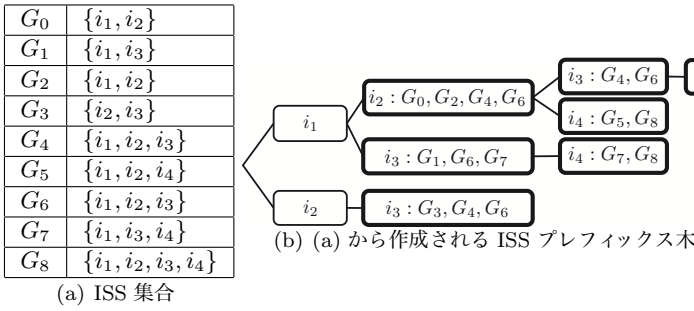 G0 {i1, i2}
G1 {i1, i3}
G2 {i1, i2}
G3 {i2, i3}
G4 {i1, i2, i3}
G5 {i1, i2, i4}
G6 {i1, i2, i3}
G7 {i1, i3, i4}
G8 {i1, i2, i3, i4}
(a) ISS 集合
i1
i2 : G0, G2, G4, G6
i3 : G4, G6
i4 : G5, G8
i3 : G1, G6, G7
i4 : G7, G8
i2
i3 : G3, G4, G6
(b) (a) から作成される ISS プレフィックス木